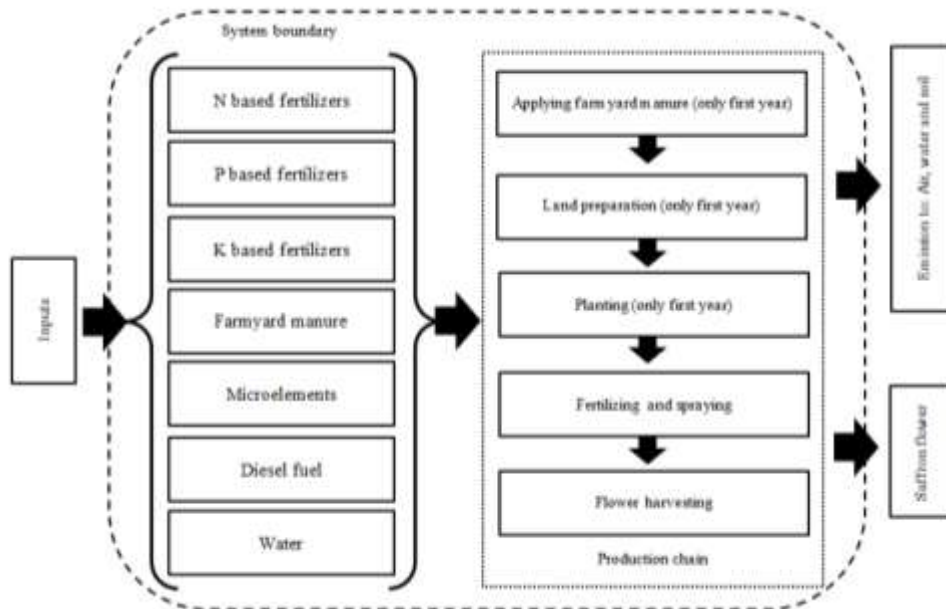 System boundary
Inputs
N based fertilizers
P based fertilizers
K based fertilizers
Farmyard manure
Microelements
Diesel fuel
Water
Applying farm yard manure (only first year)
Land preparation (only first year)
Planting (only first year)
Fertilizing and spraying
Flower harvesting
Production chain
Emission to: Air, water and soil
Saffron flower